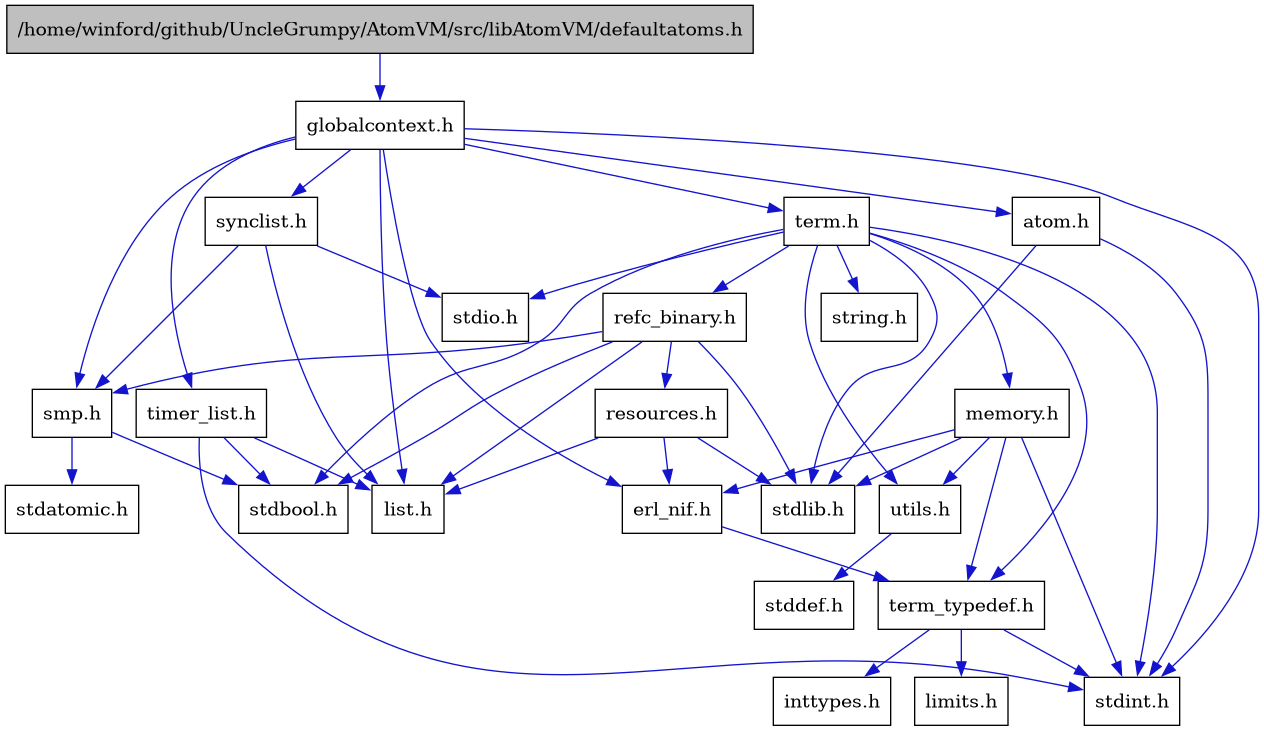 /home/winford/github/UncleGrumpy/AtomVM/src/libAtomVM/defaultatoms.h
globalcontext.h
synclist.h
term.h
atom.h
stdio.h
refc_binary.h
string.h
smp.h
timer_list.h
resources.h
memory.h
stdatomic.h
stdbool.h
list.h
erl_nif.h
stdlib.h
utils.h
stddef.h
term_typedef.h
inttypes.h
limits.h
stdint.h